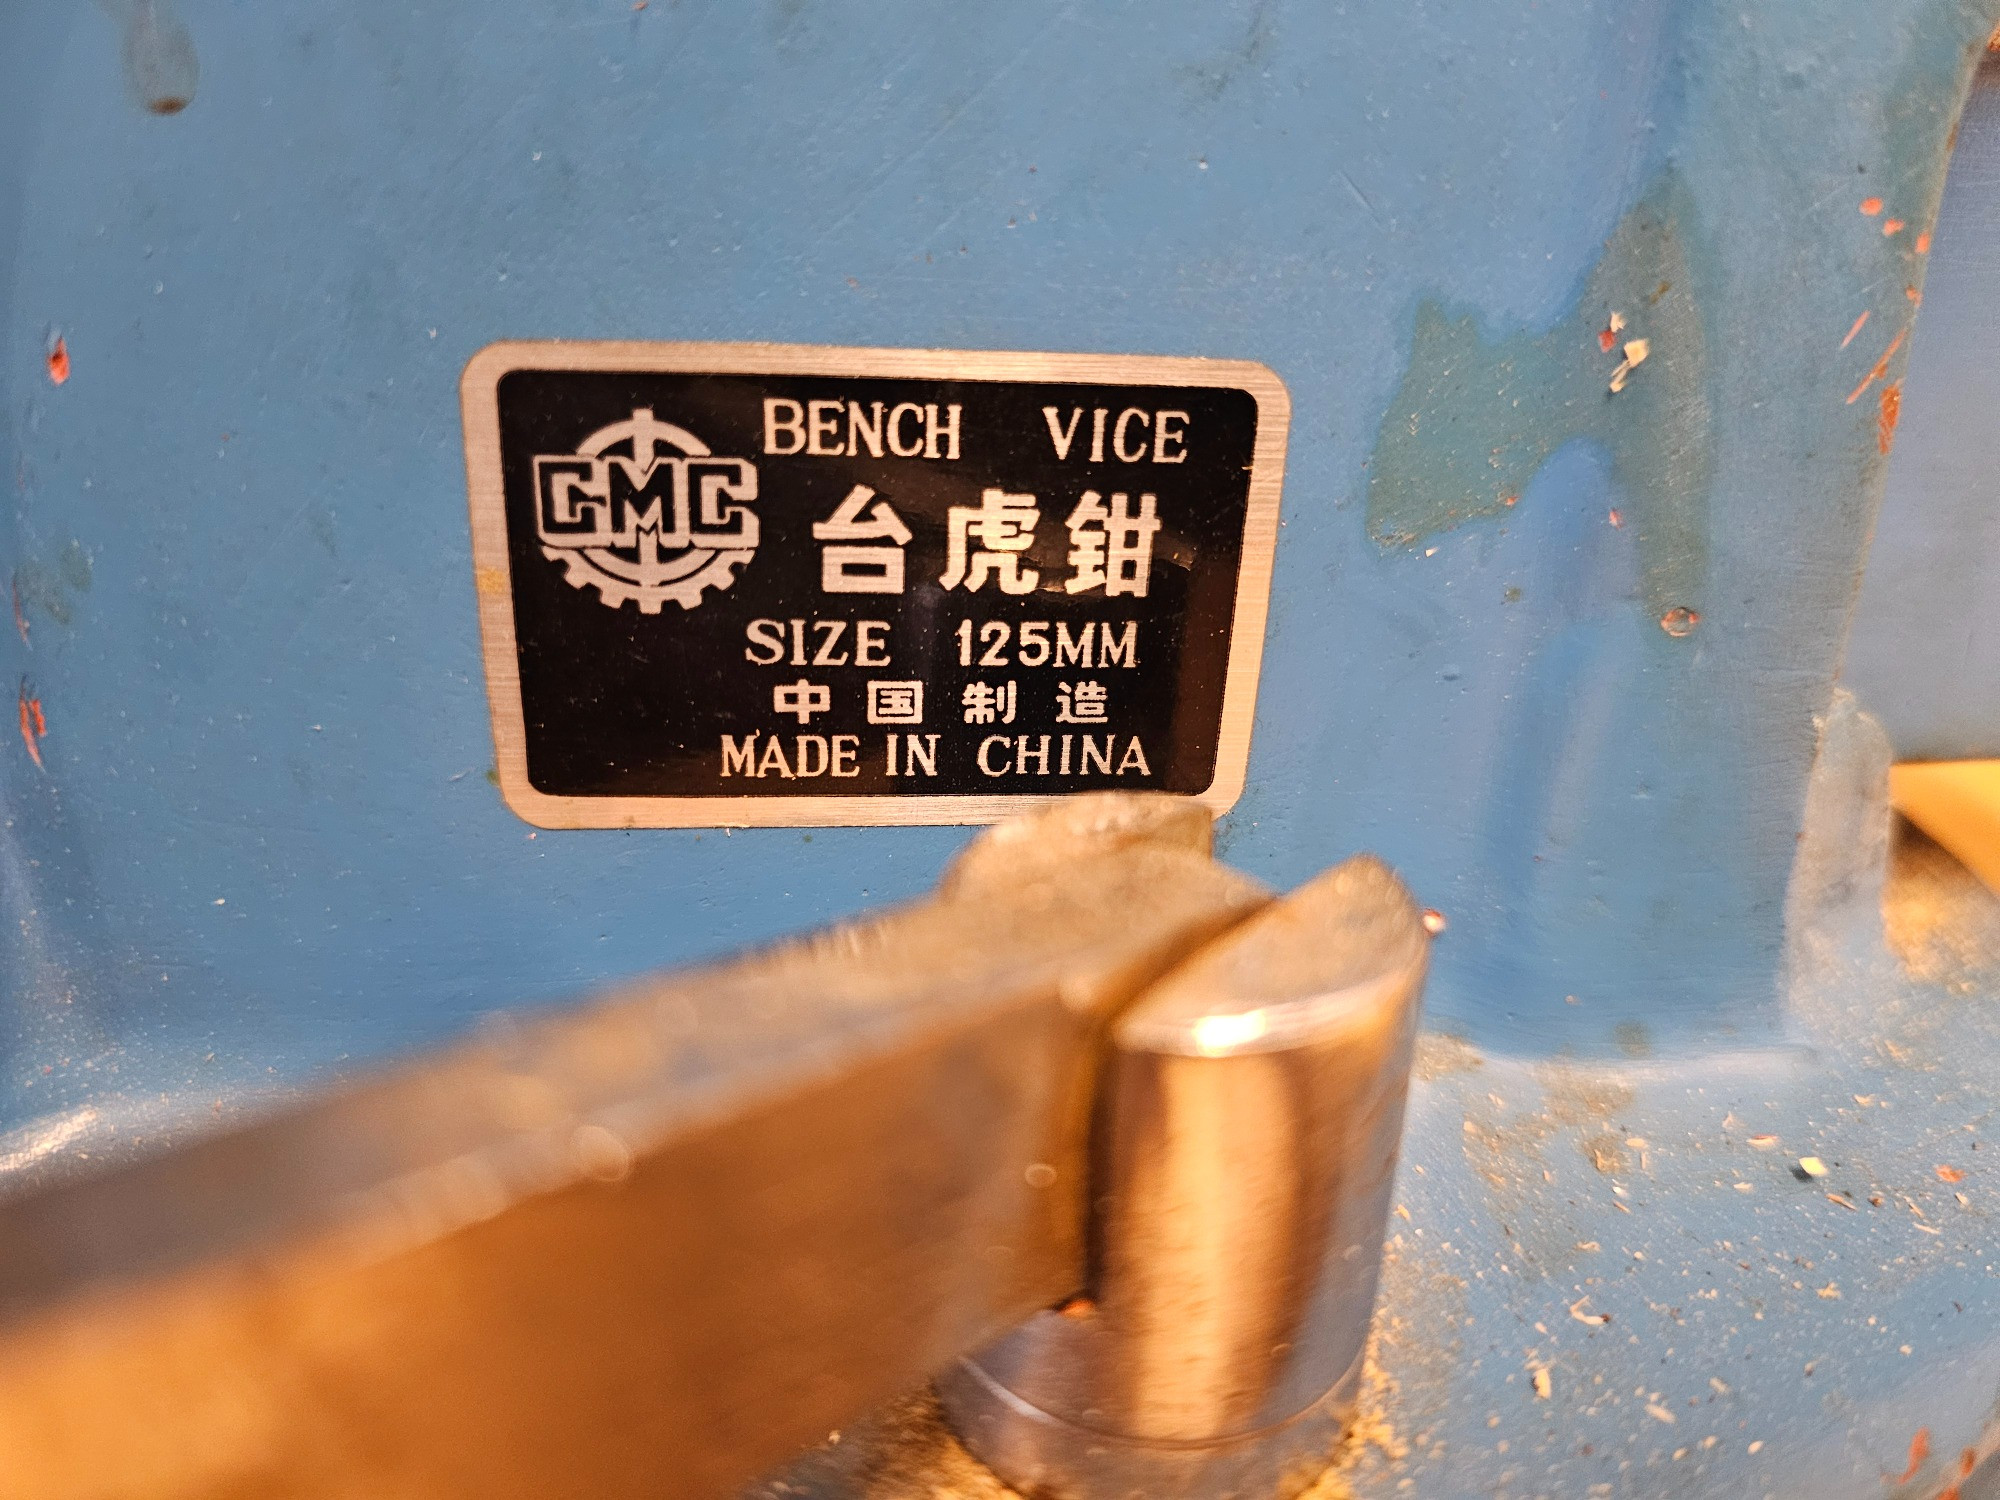 BENCH VICE
CMC
台虎钳
SIZE 125MM
中国制造
MADE IN CHINA